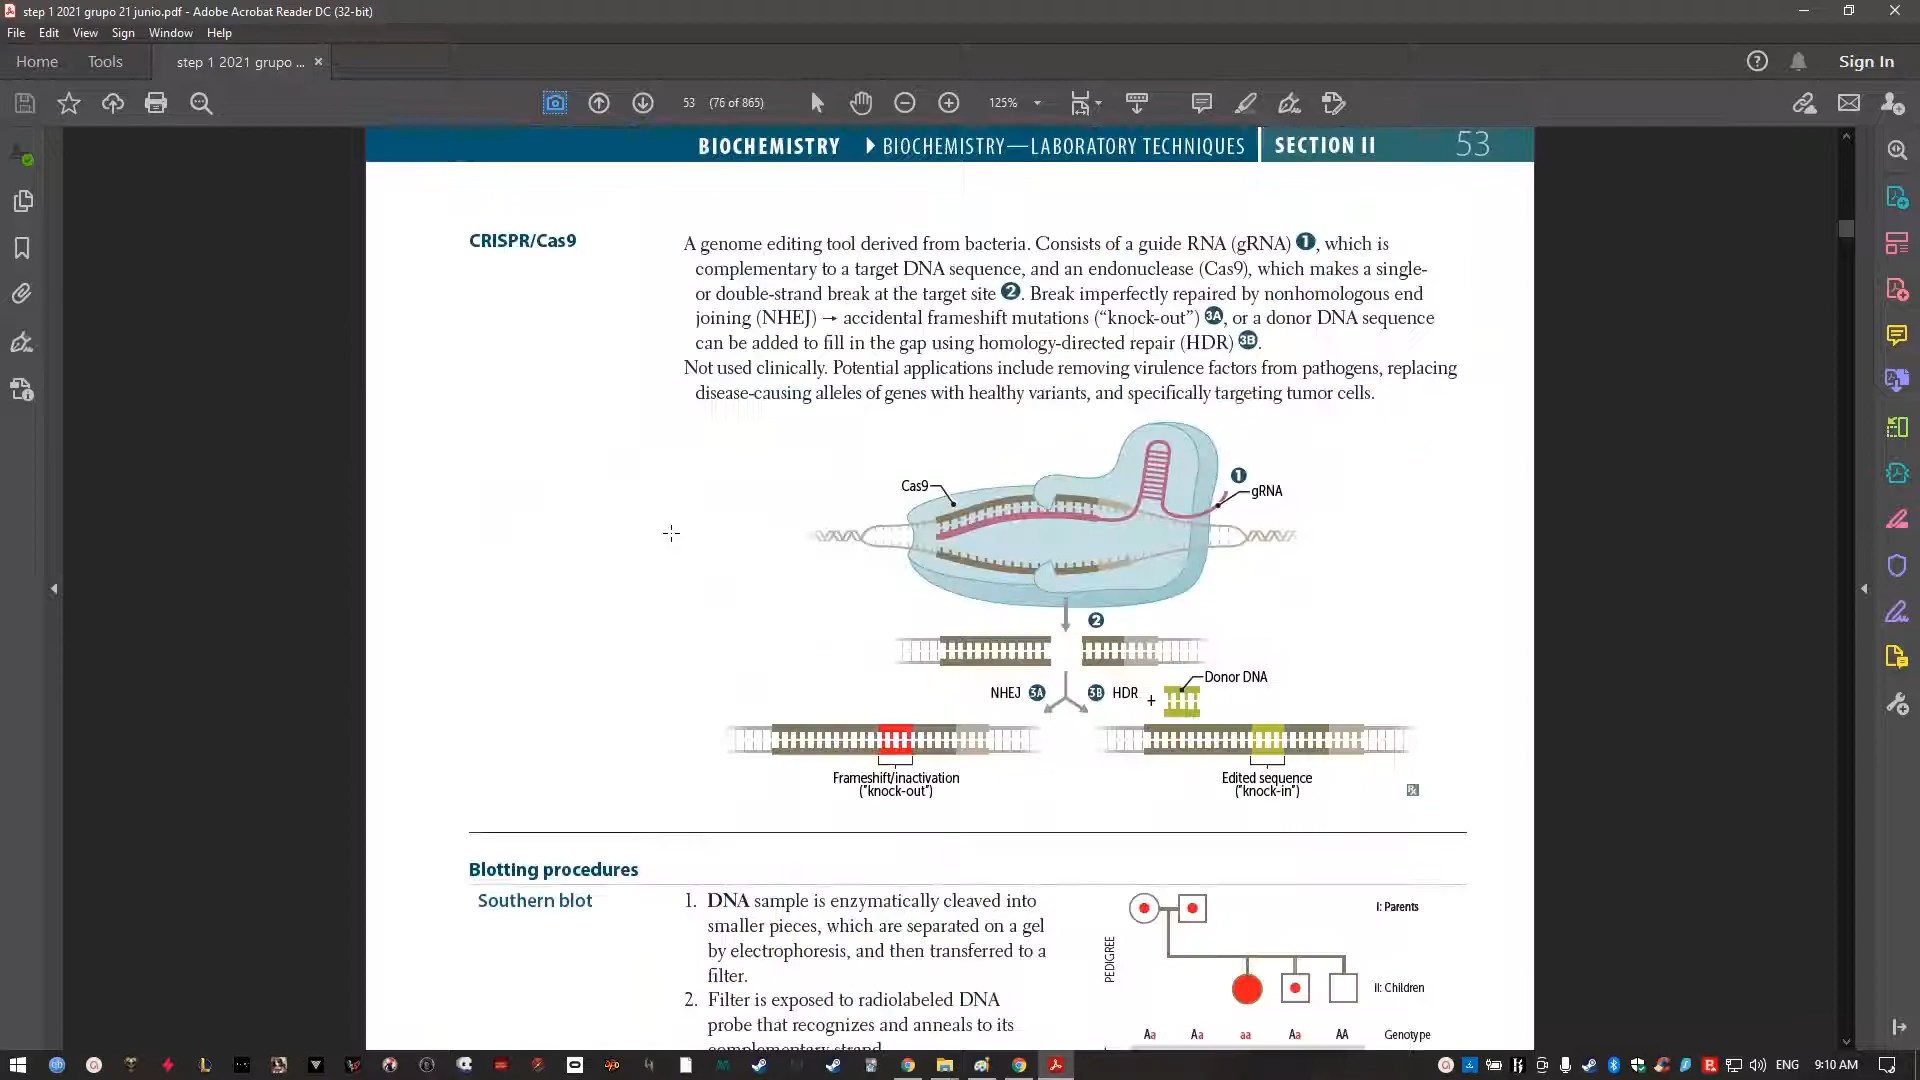 step 1 2021 grupo 21 junio.pdf - Adobe Acrobat Reader DC (32-bit)
File Edit View Sign Window Help
Home Tools step 1 2021 grupo ... × Sign In
53 (76 of 865) 125%
BIOCHEMISTRY ▶ BIOCHEMISTRY—LABORATORY TECHNIQUES SECTION II 53
CRISPR/Cas9
A genome editing tool derived from bacteria. Consists of a guide RNA (gRNA) 1, which is
complementary to a target DNA sequence, and an endonuclease (Cas9), which makes a single-
or double-strand break at the target site 2. Break imperfectly repaired by nonhomologous end
joining (NHEJ) → accidental frameshift mutations (“knock-out”) 3A, or a donor DNA sequence
can be added to fill in the gap using homology-directed repair (HDR) 3B.
Not used clinically. Potential applications include removing virulence factors from pathogens, replacing
disease-causing alleles of genes with healthy variants, and specifically targeting tumor cells.
1
Cas9
gRNA
2
Donor DNA
NHEJ 3A 3B HDR +
Frameshift/inactivation
("knock-out")
Edited sequence
("knock-in")
Blotting procedures
Southern blot
1. DNA sample is enzymatically cleaved into
smaller pieces, which are separated on a gel
by electrophoresis, and then transferred to a
filter.
2. Filter is exposed to radiolabeled DNA
probe that recognizes and anneals to its
complementary strand.
I: Parents
PEDIGREE
II: Children
Aa Aa aa Aa AA Genotype
ENG 9:10 AM